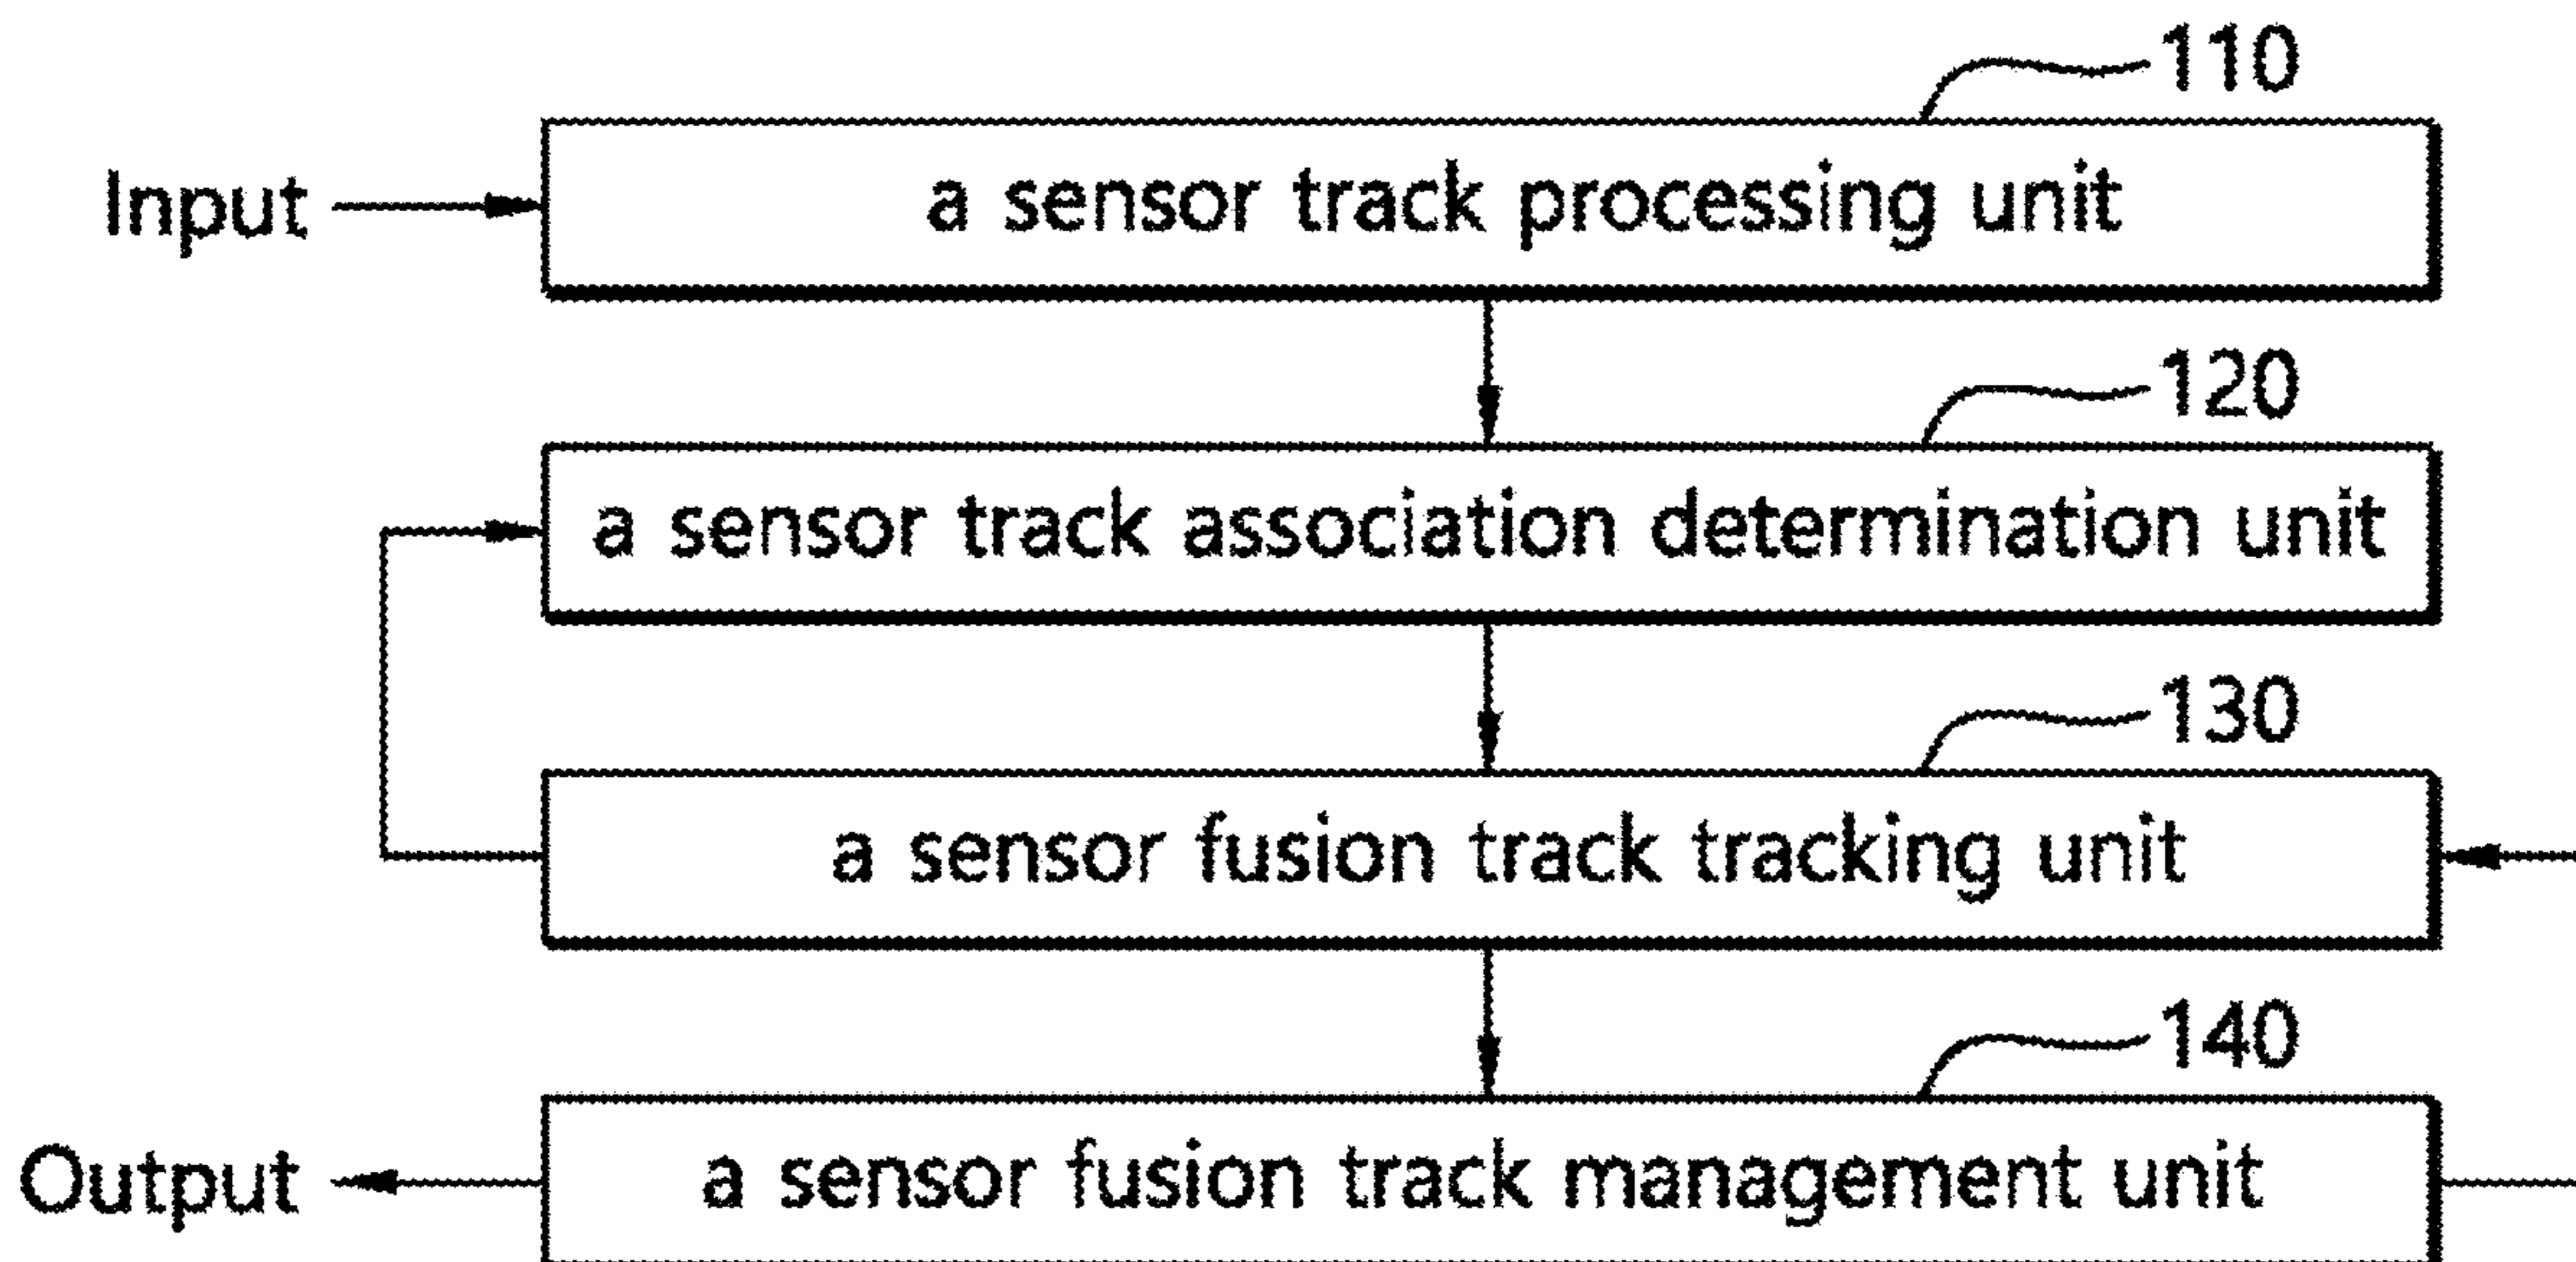 110
Input
a sensor track processing unit
120
a sensor track association determination unit
130
a sensor fusion track tracking unit
140
Output
a sensor fusion track management unit